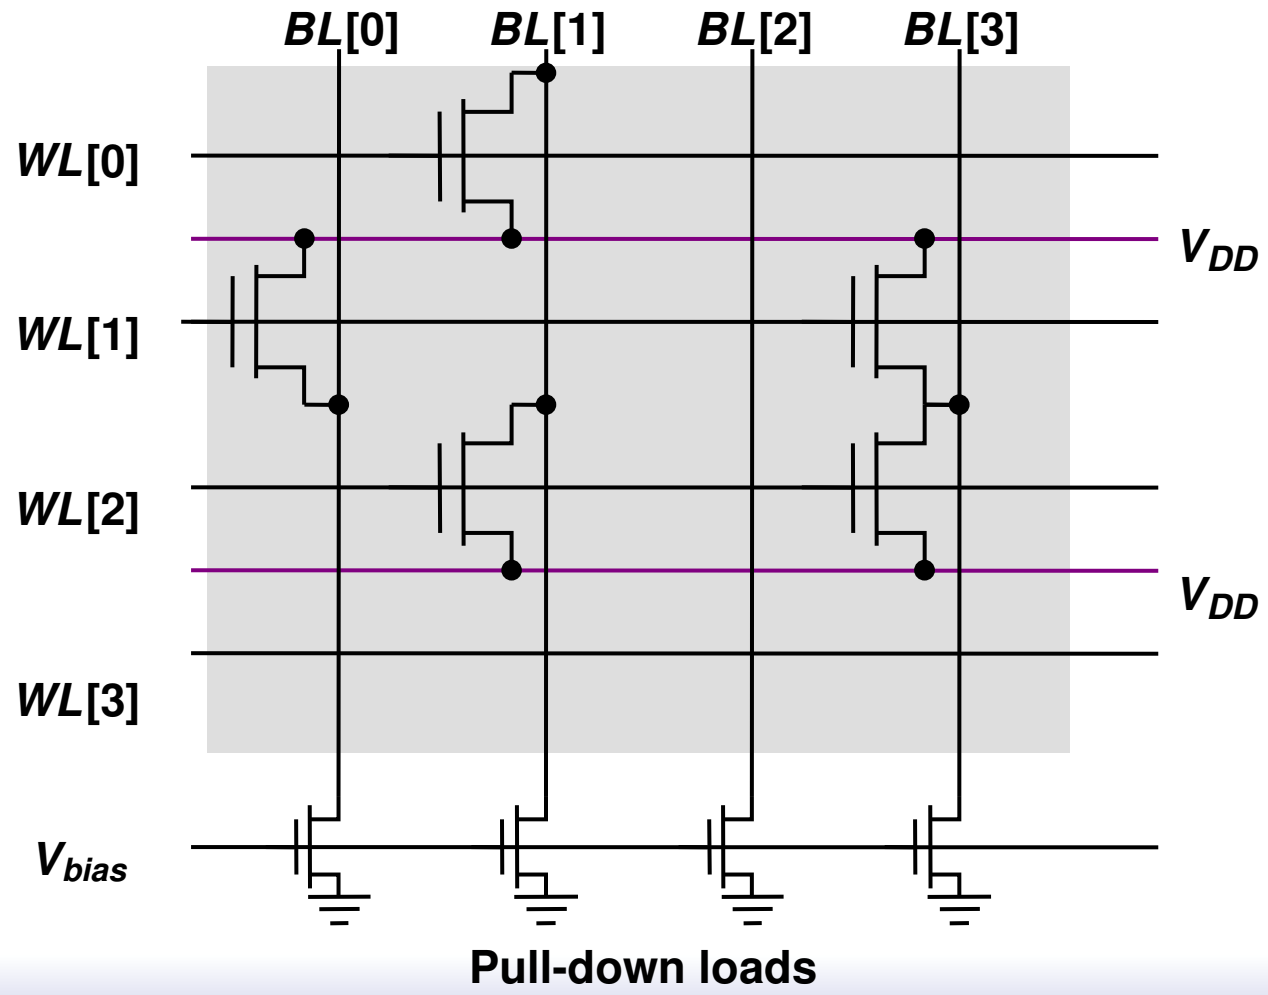 BL[0] BL[1] BL[2] BL[3]
WL[0]
VDD
WL[1]
WL[2]
VDD
WL[3]
Vbias
Pull-down loads